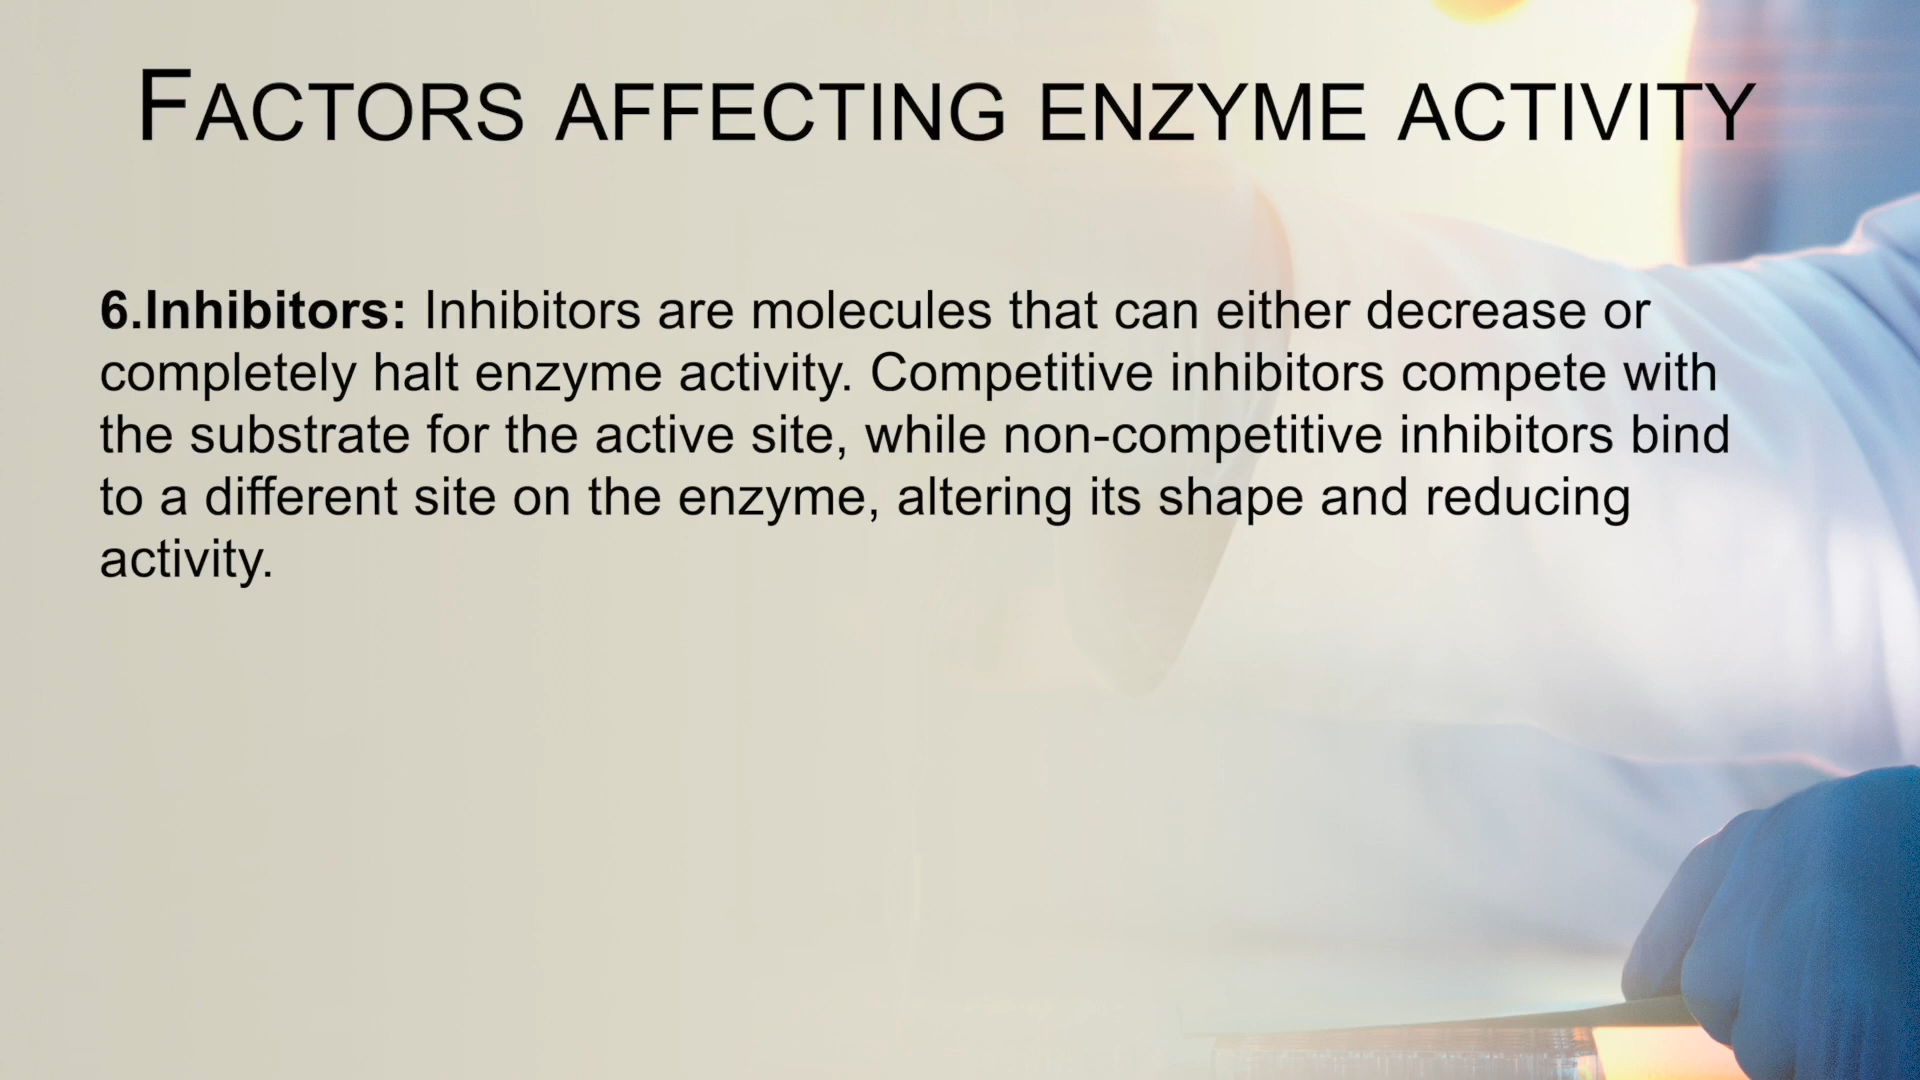 FACTORS AFFECTING ENZYME ACTIVITY
6.Inhibitors: Inhibitors are molecules that can either decrease or
completely halt enzyme activity. Competitive inhibitors compete with
the substrate for the active site, while non-competitive inhibitors bind
to a different site on the enzyme, altering its shape and reducing
activity.